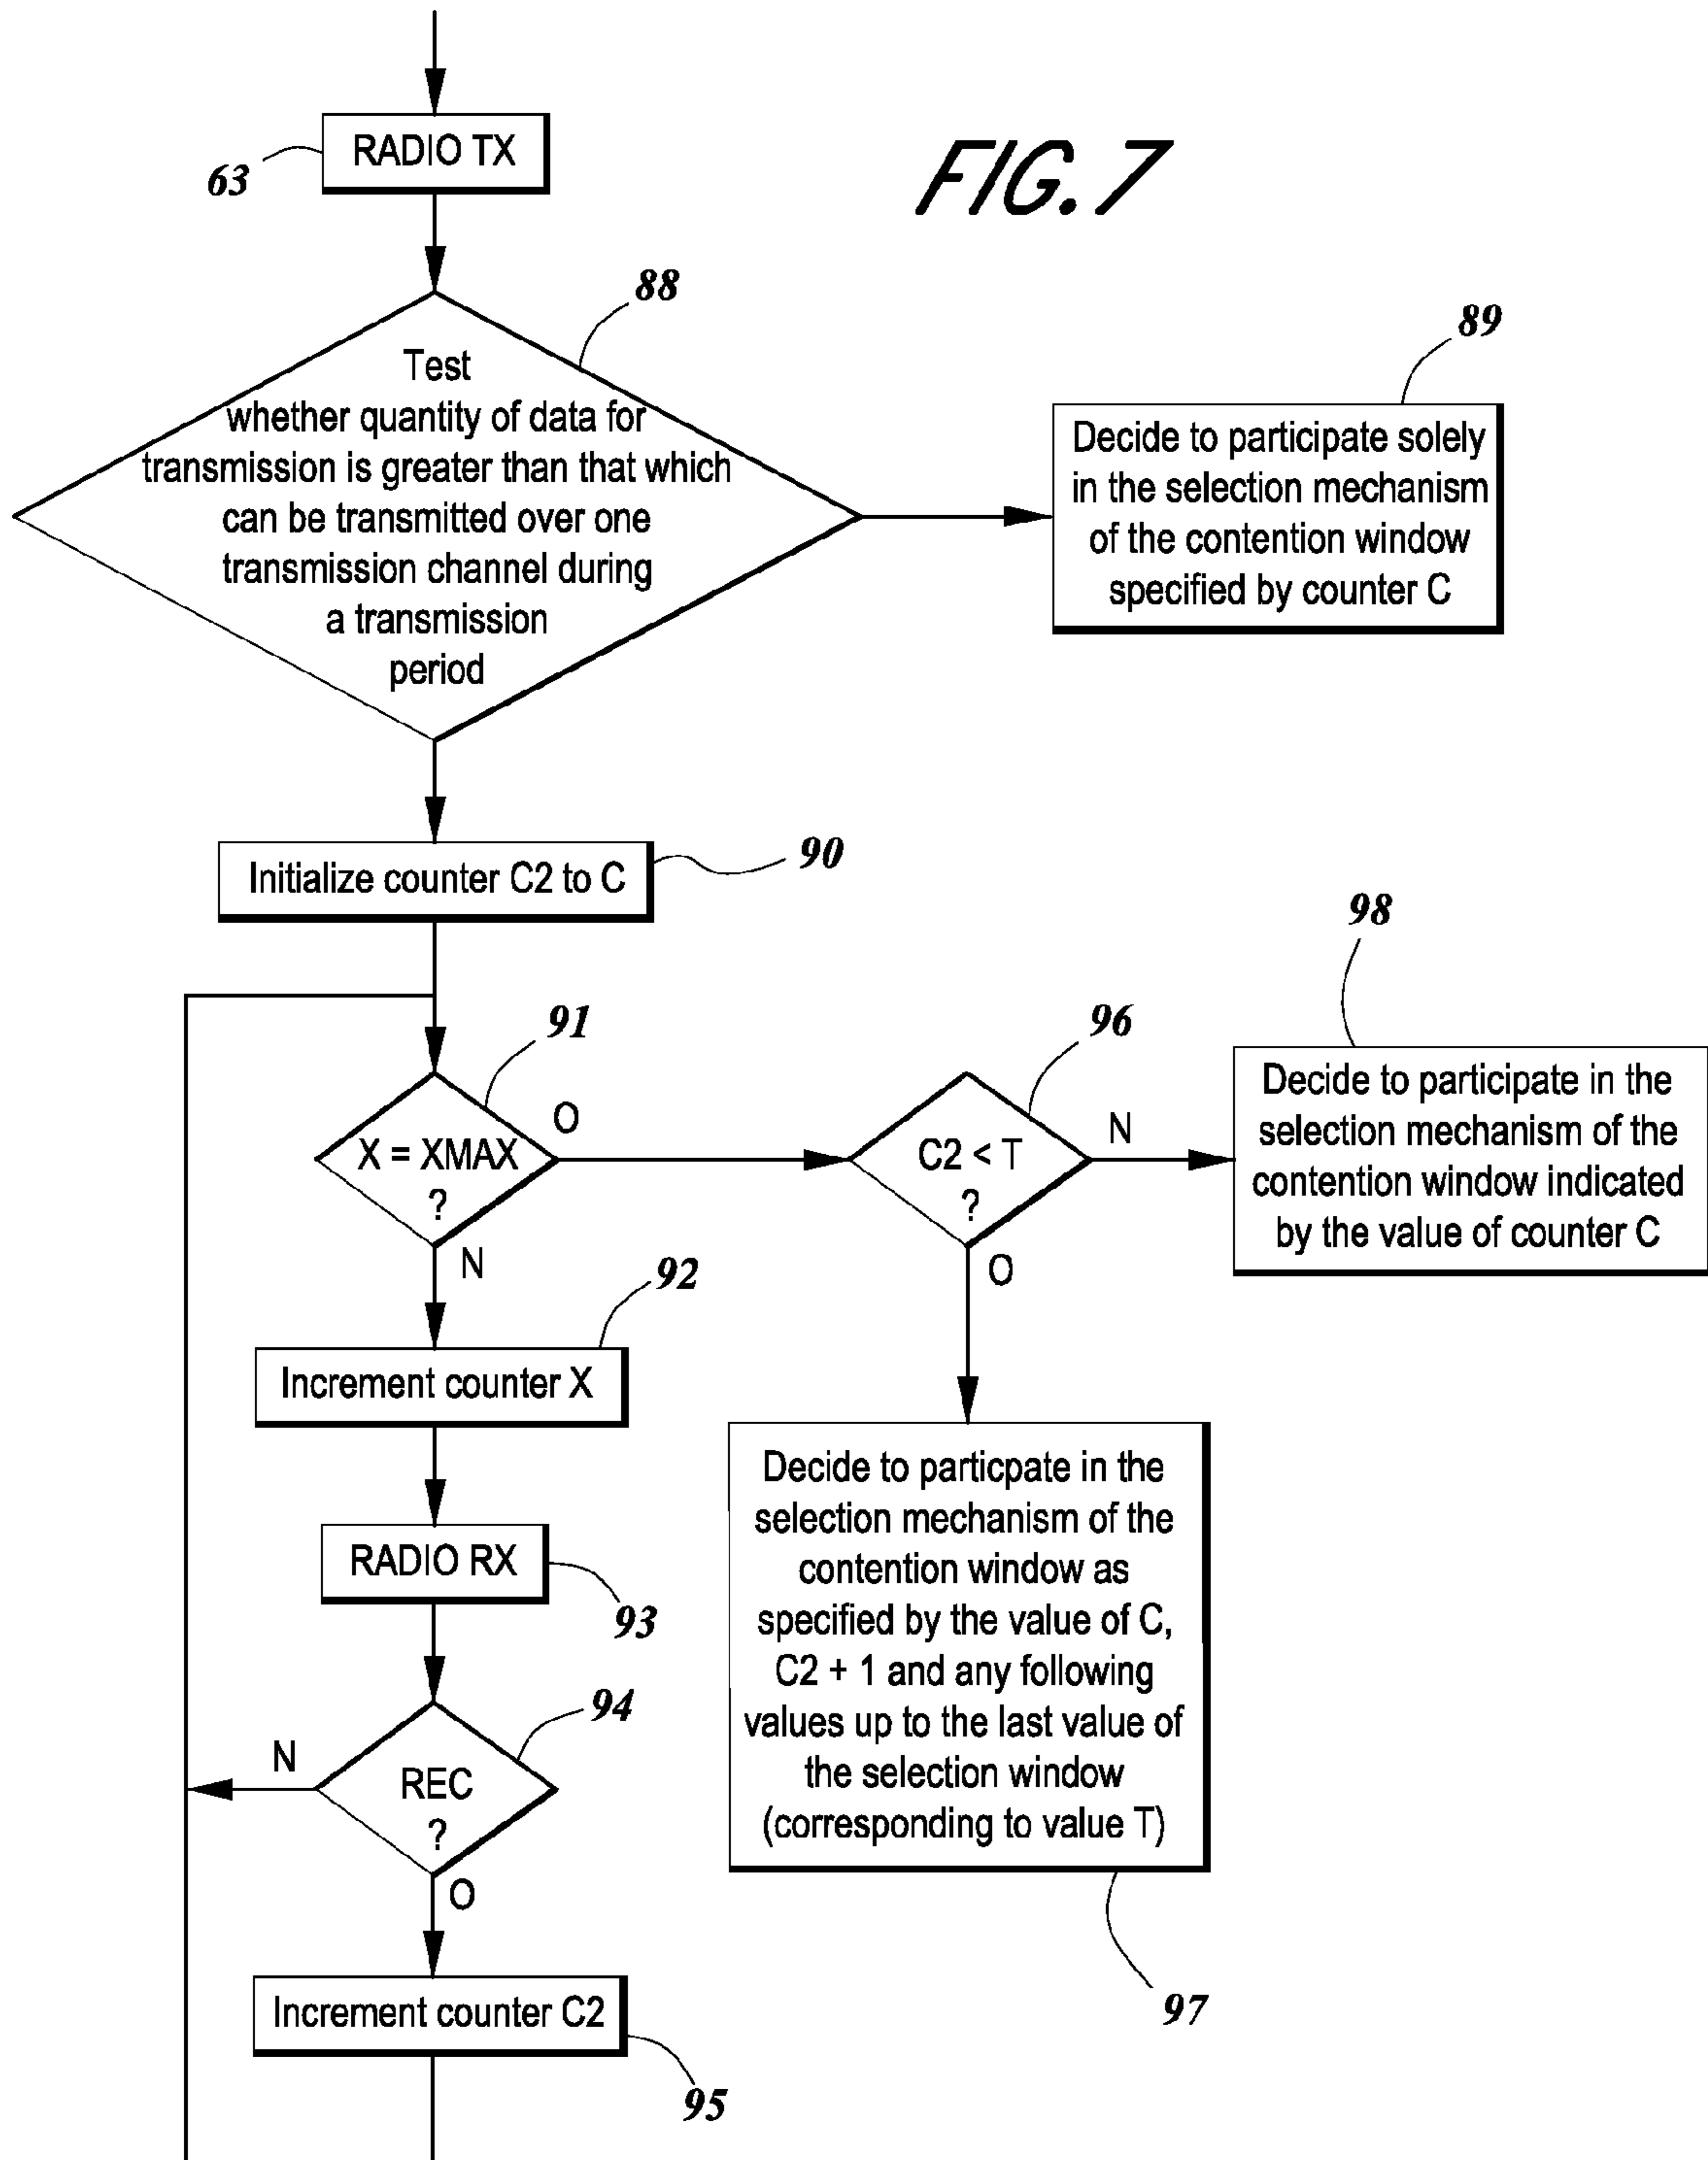 RADIO TX
63
FIG. 7
88
Test
whether quantity of data for
transmission is greater than that which
can be transmitted over one
transmission channel during
a transmission
period
89
Decide to participate solely
in the selection mechanism
of the contention window
specified by counter C
Initialize counter C2 to C
90
91
X = XMAX
?
O
N
96
C2 < T
?
N
O
98
Decide to participate in the
selection mechanism of the
contention window indicated
by the value of counter C
92
Increment counter X
RADIO RX
93
94
REC
?
N
O
Increment counter C2
95
Decide to particpate in the
selection mechanism of the
contention window as
specified by the value of C,
C2 + 1 and any following
values up to the last value of
the selection window
(corresponding to value T)
97